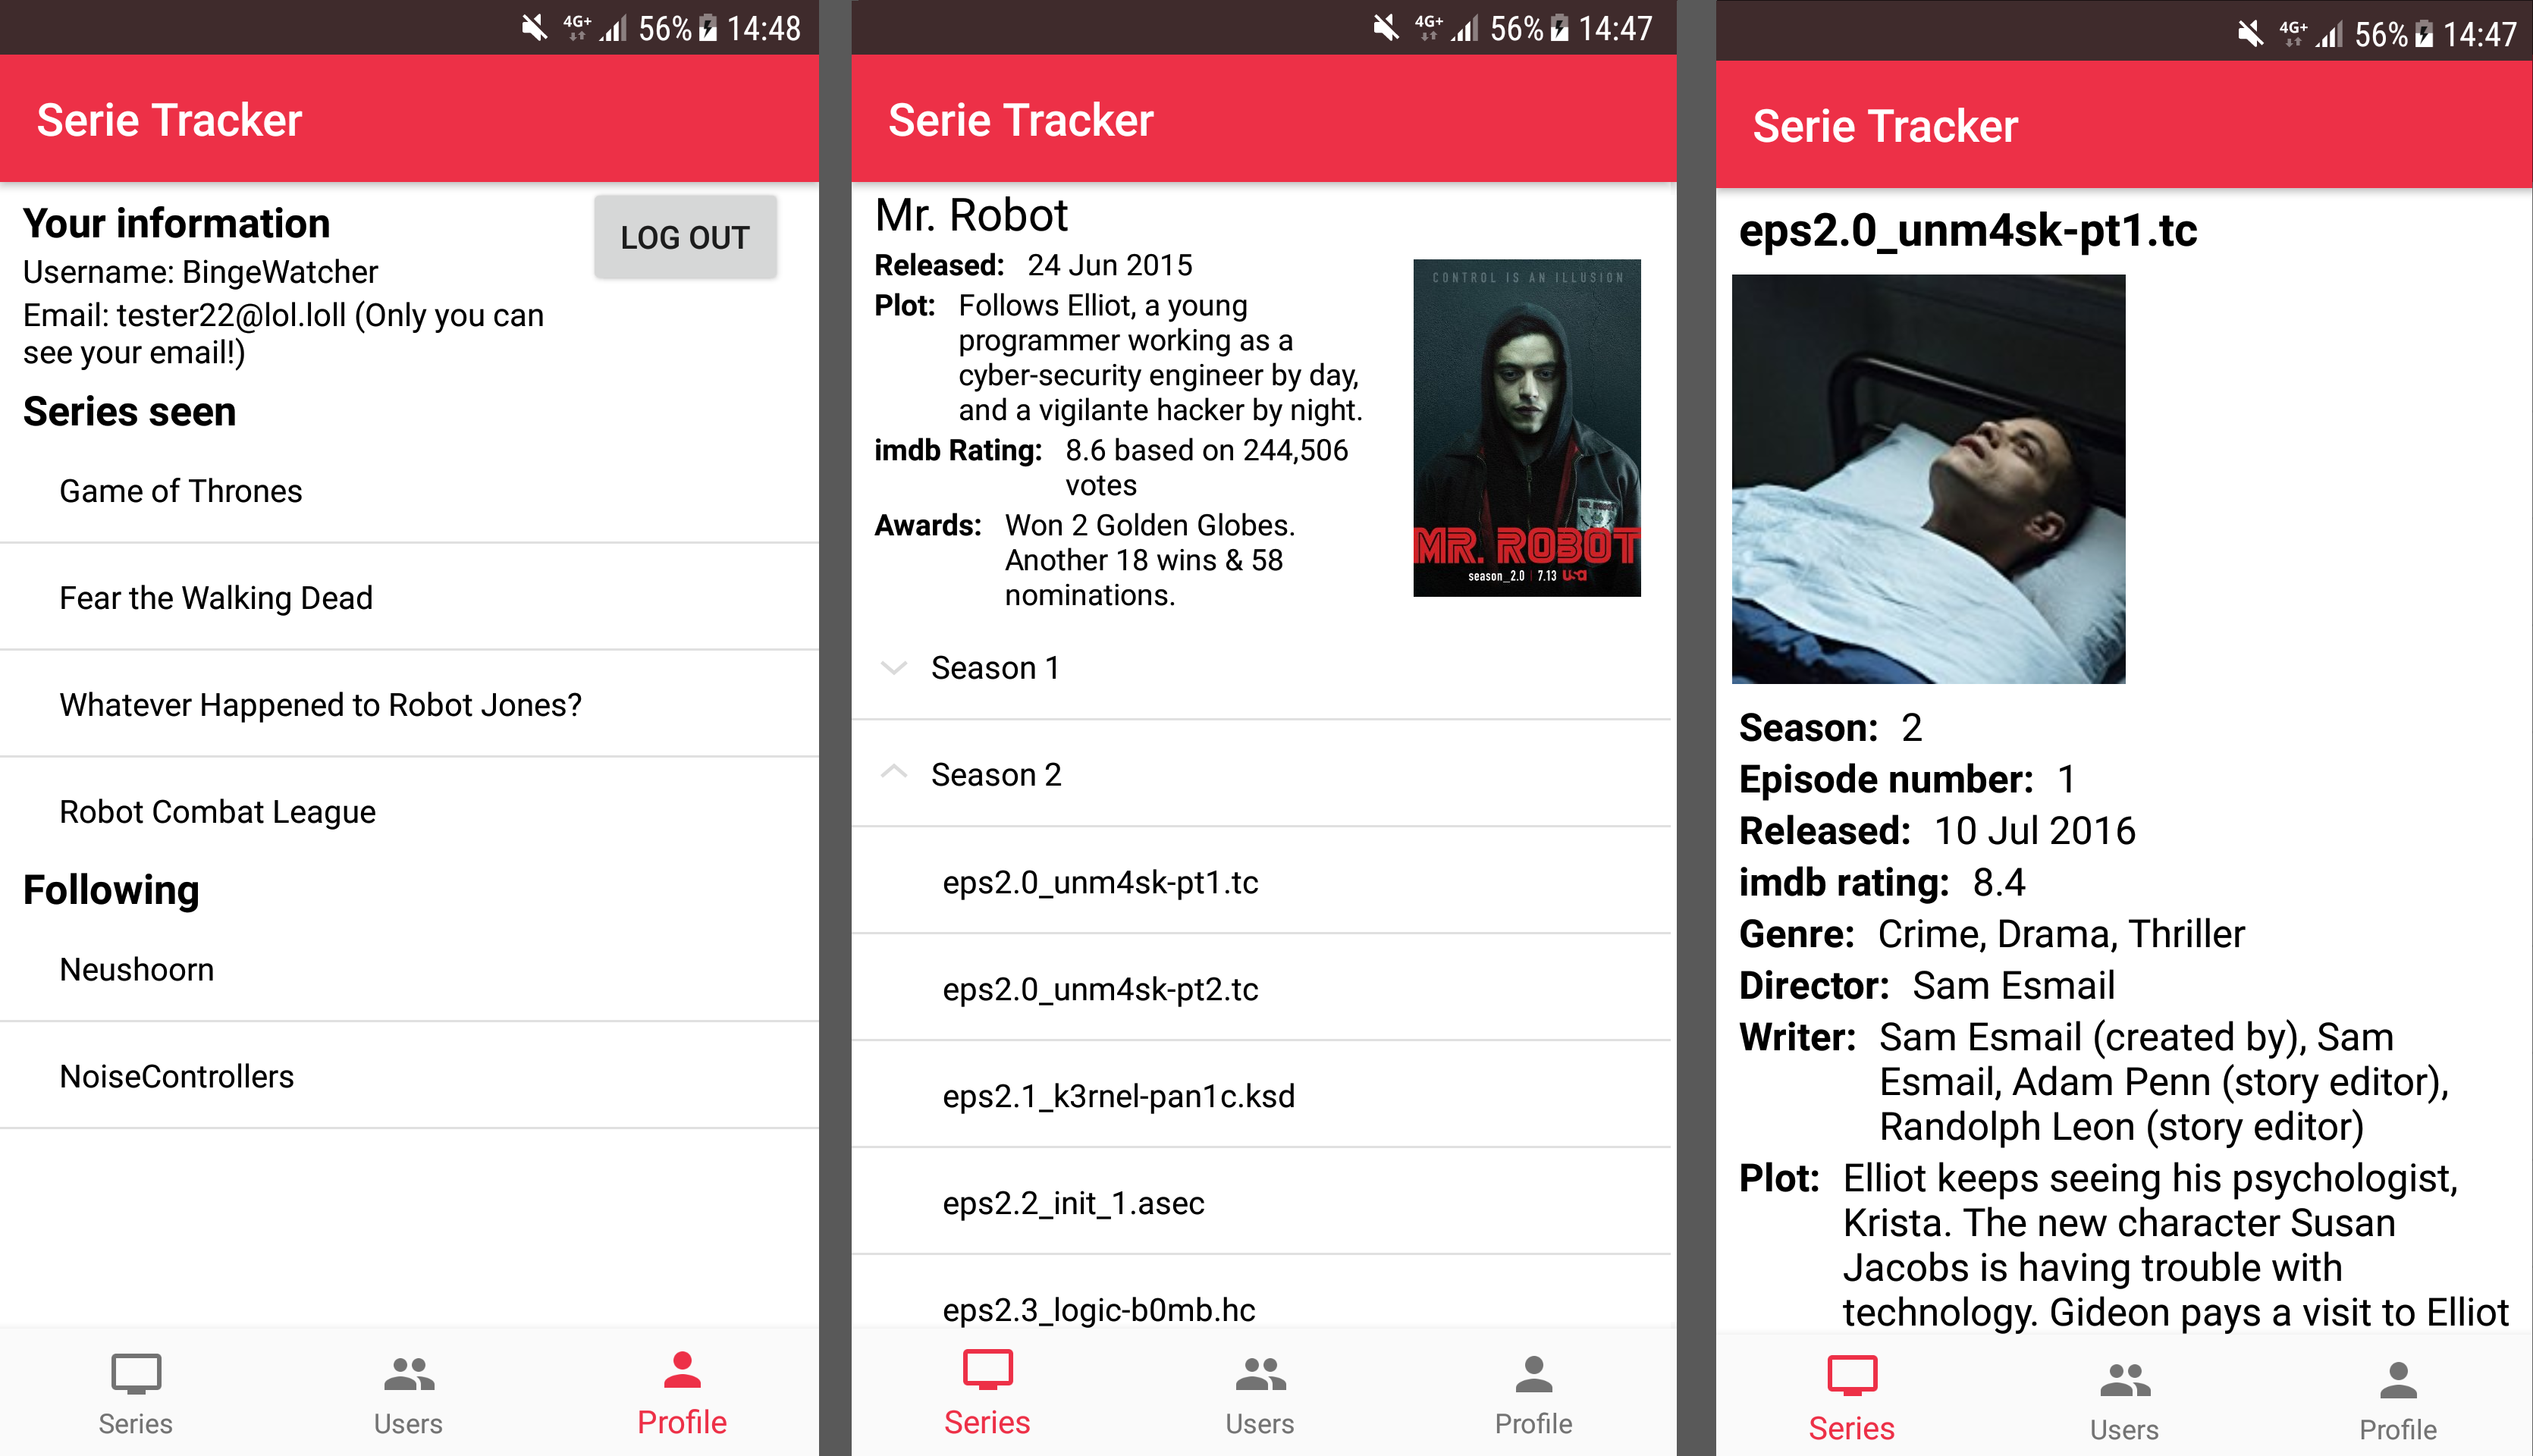 4G+ 56% 14:48
Serie Tracker
Your information
LOG OUT
Username: BingeWatcher
Email: tester22@lol.loll (Only you can
see your email!)
Series seen
Game of Thrones
Fear the Walking Dead
Whatever Happened to Robot Jones?
Robot Combat League
Following
Neushoorn
NoiseControllers
Series
Users
Profile
4G+ 56% 14:47
Serie Tracker
Mr. Robot
Released: 24 Jun 2015
Plot: Follows Elliot, a young
programmer working as a
cyber-security engineer by day,
and a vigilante hacker by night.
imdb Rating: 8.6 based on 244,506
votes
Awards: Won 2 Golden Globes.
Another 18 wins & 58
nominations.
CONTROL IS AN ILLUSION
MR. ROBOT
season_2.0 | 7.13 USA
Season 1
Season 2
eps2.0_unm4sk-pt1.tc
eps2.0_unm4sk-pt2.tc
eps2.1_k3rnel-pan1c.ksd
eps2.2_init_1.asec
eps2.3_logic-b0mb.hc
Series
Users
Profile
4G+ 56% 14:47
Serie Tracker
eps2.0_unm4sk-pt1.tc
Season: 2
Episode number: 1
Released: 10 Jul 2016
imdb rating: 8.4
Genre: Crime, Drama, Thriller
Director: Sam Esmail
Writer: Sam Esmail (created by), Sam
Esmail, Adam Penn (story editor),
Randolph Leon (story editor)
Plot: Elliot keeps seeing his psychologist,
Krista. The new character Susan
Jacobs is having trouble with
technology. Gideon pays a visit to Elliot
Series
Users
Profile